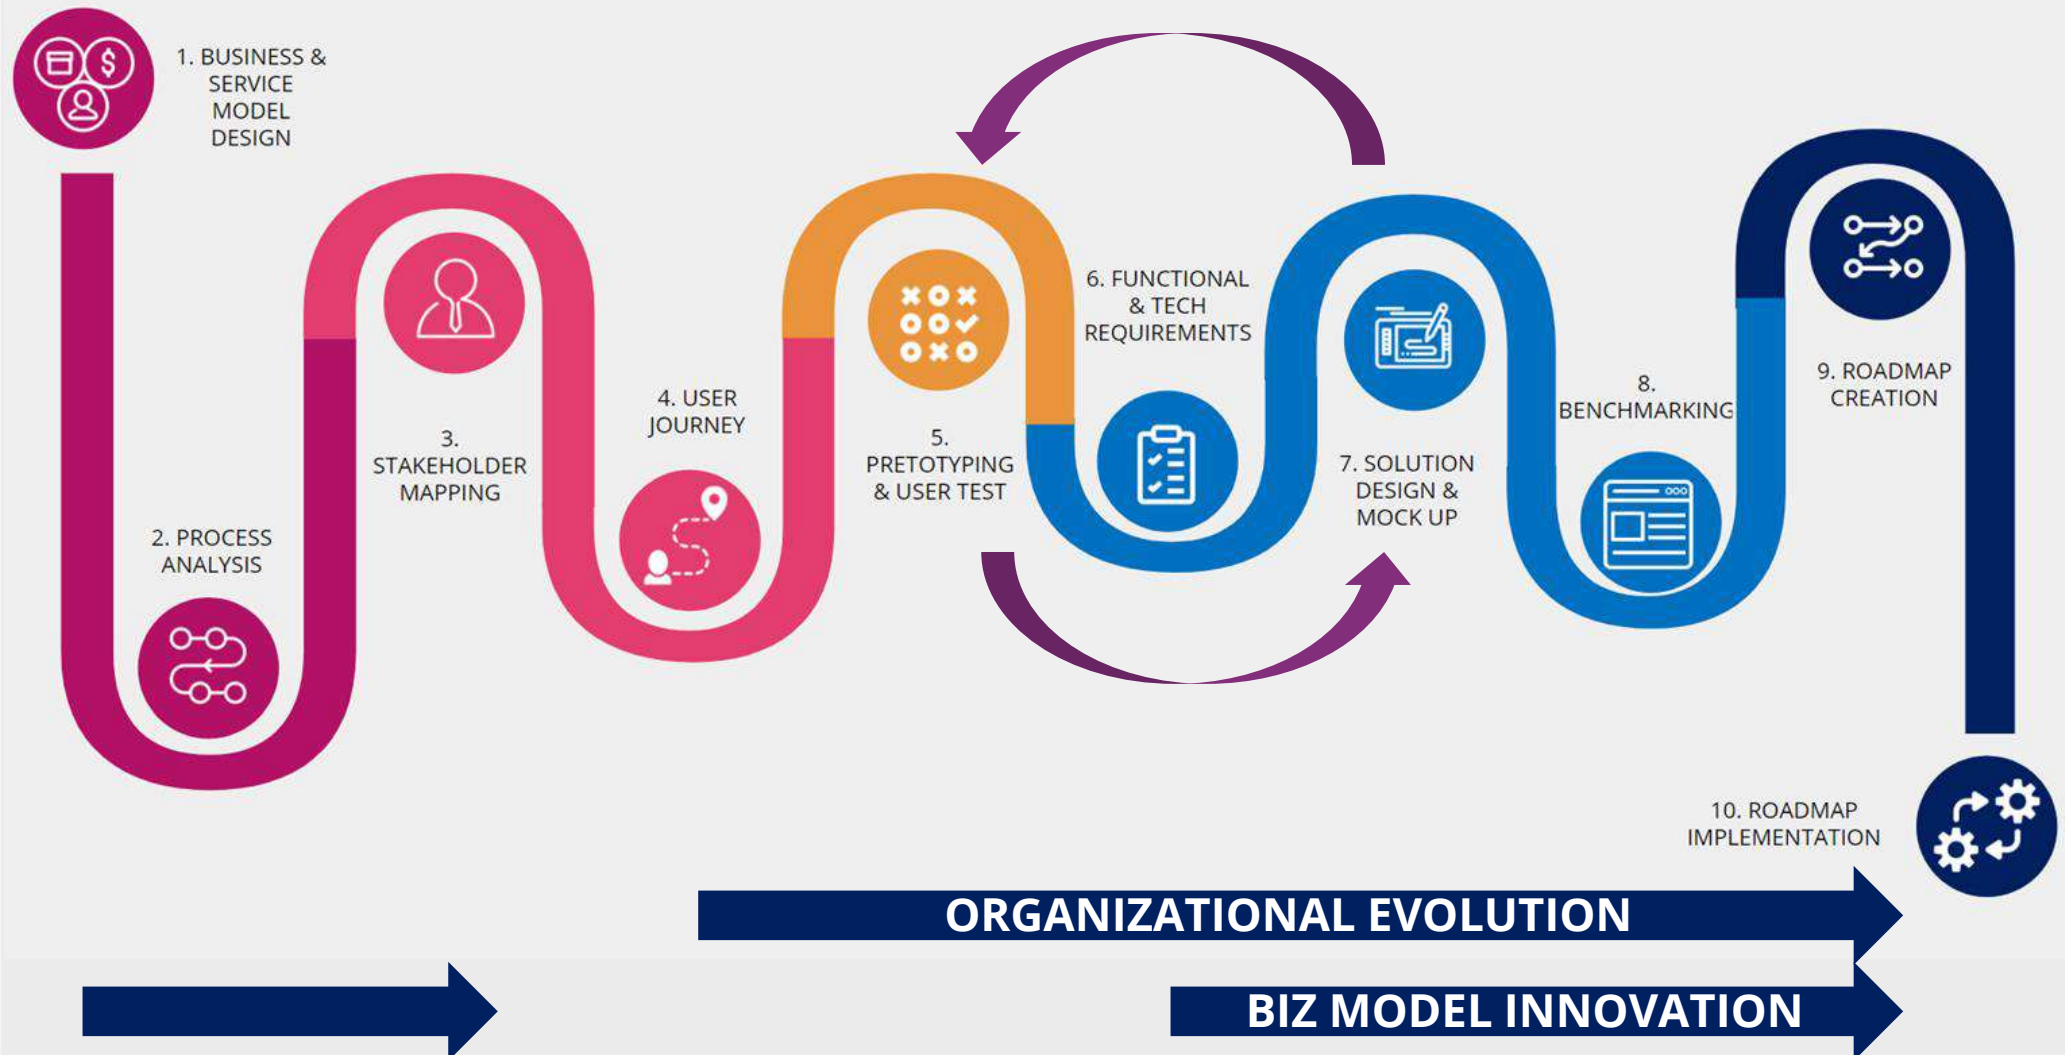 1. BUSINESS &
SERVICE
MODEL
DESIGN
2. PROCESS
ANALYSIS
3.
STAKEHOLDER
MAPPING
4. USER
JOURNEY
5.
PRETOTYPING
& USER TEST
6. FUNCTIONAL
& TECH
REQUIREMENTS
7. SOLUTION
DESIGN &
MOCK UP
8.
BENCHMARKING
9. ROADMAP
CREATION
10. ROADMAP
IMPLEMENTATION
ORGANIZATIONAL EVOLUTION
BIZ MODEL INNOVATION